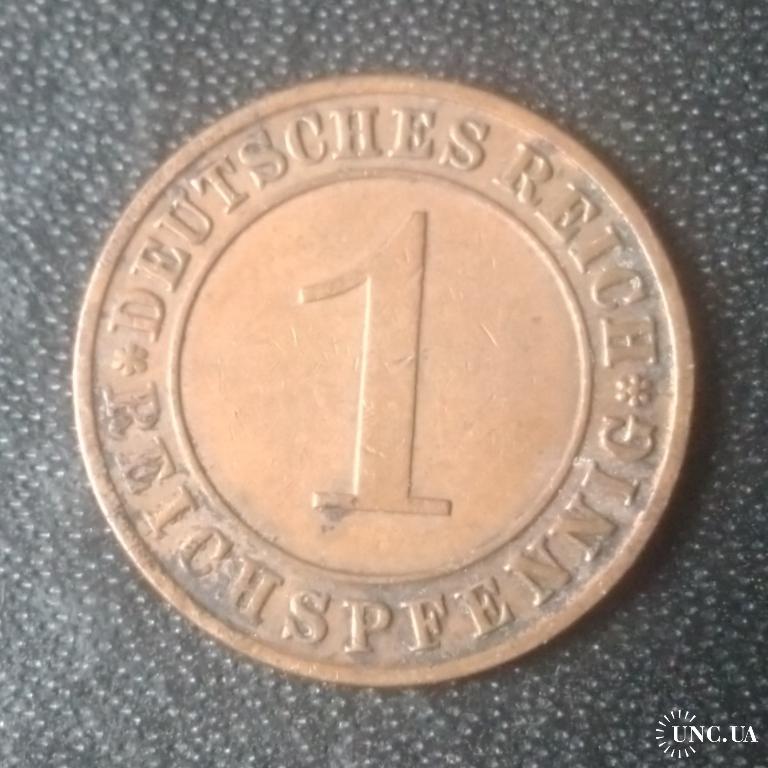 DEUTSCHES REICH
1
* REICHSPFENNIG *
UNC.UA